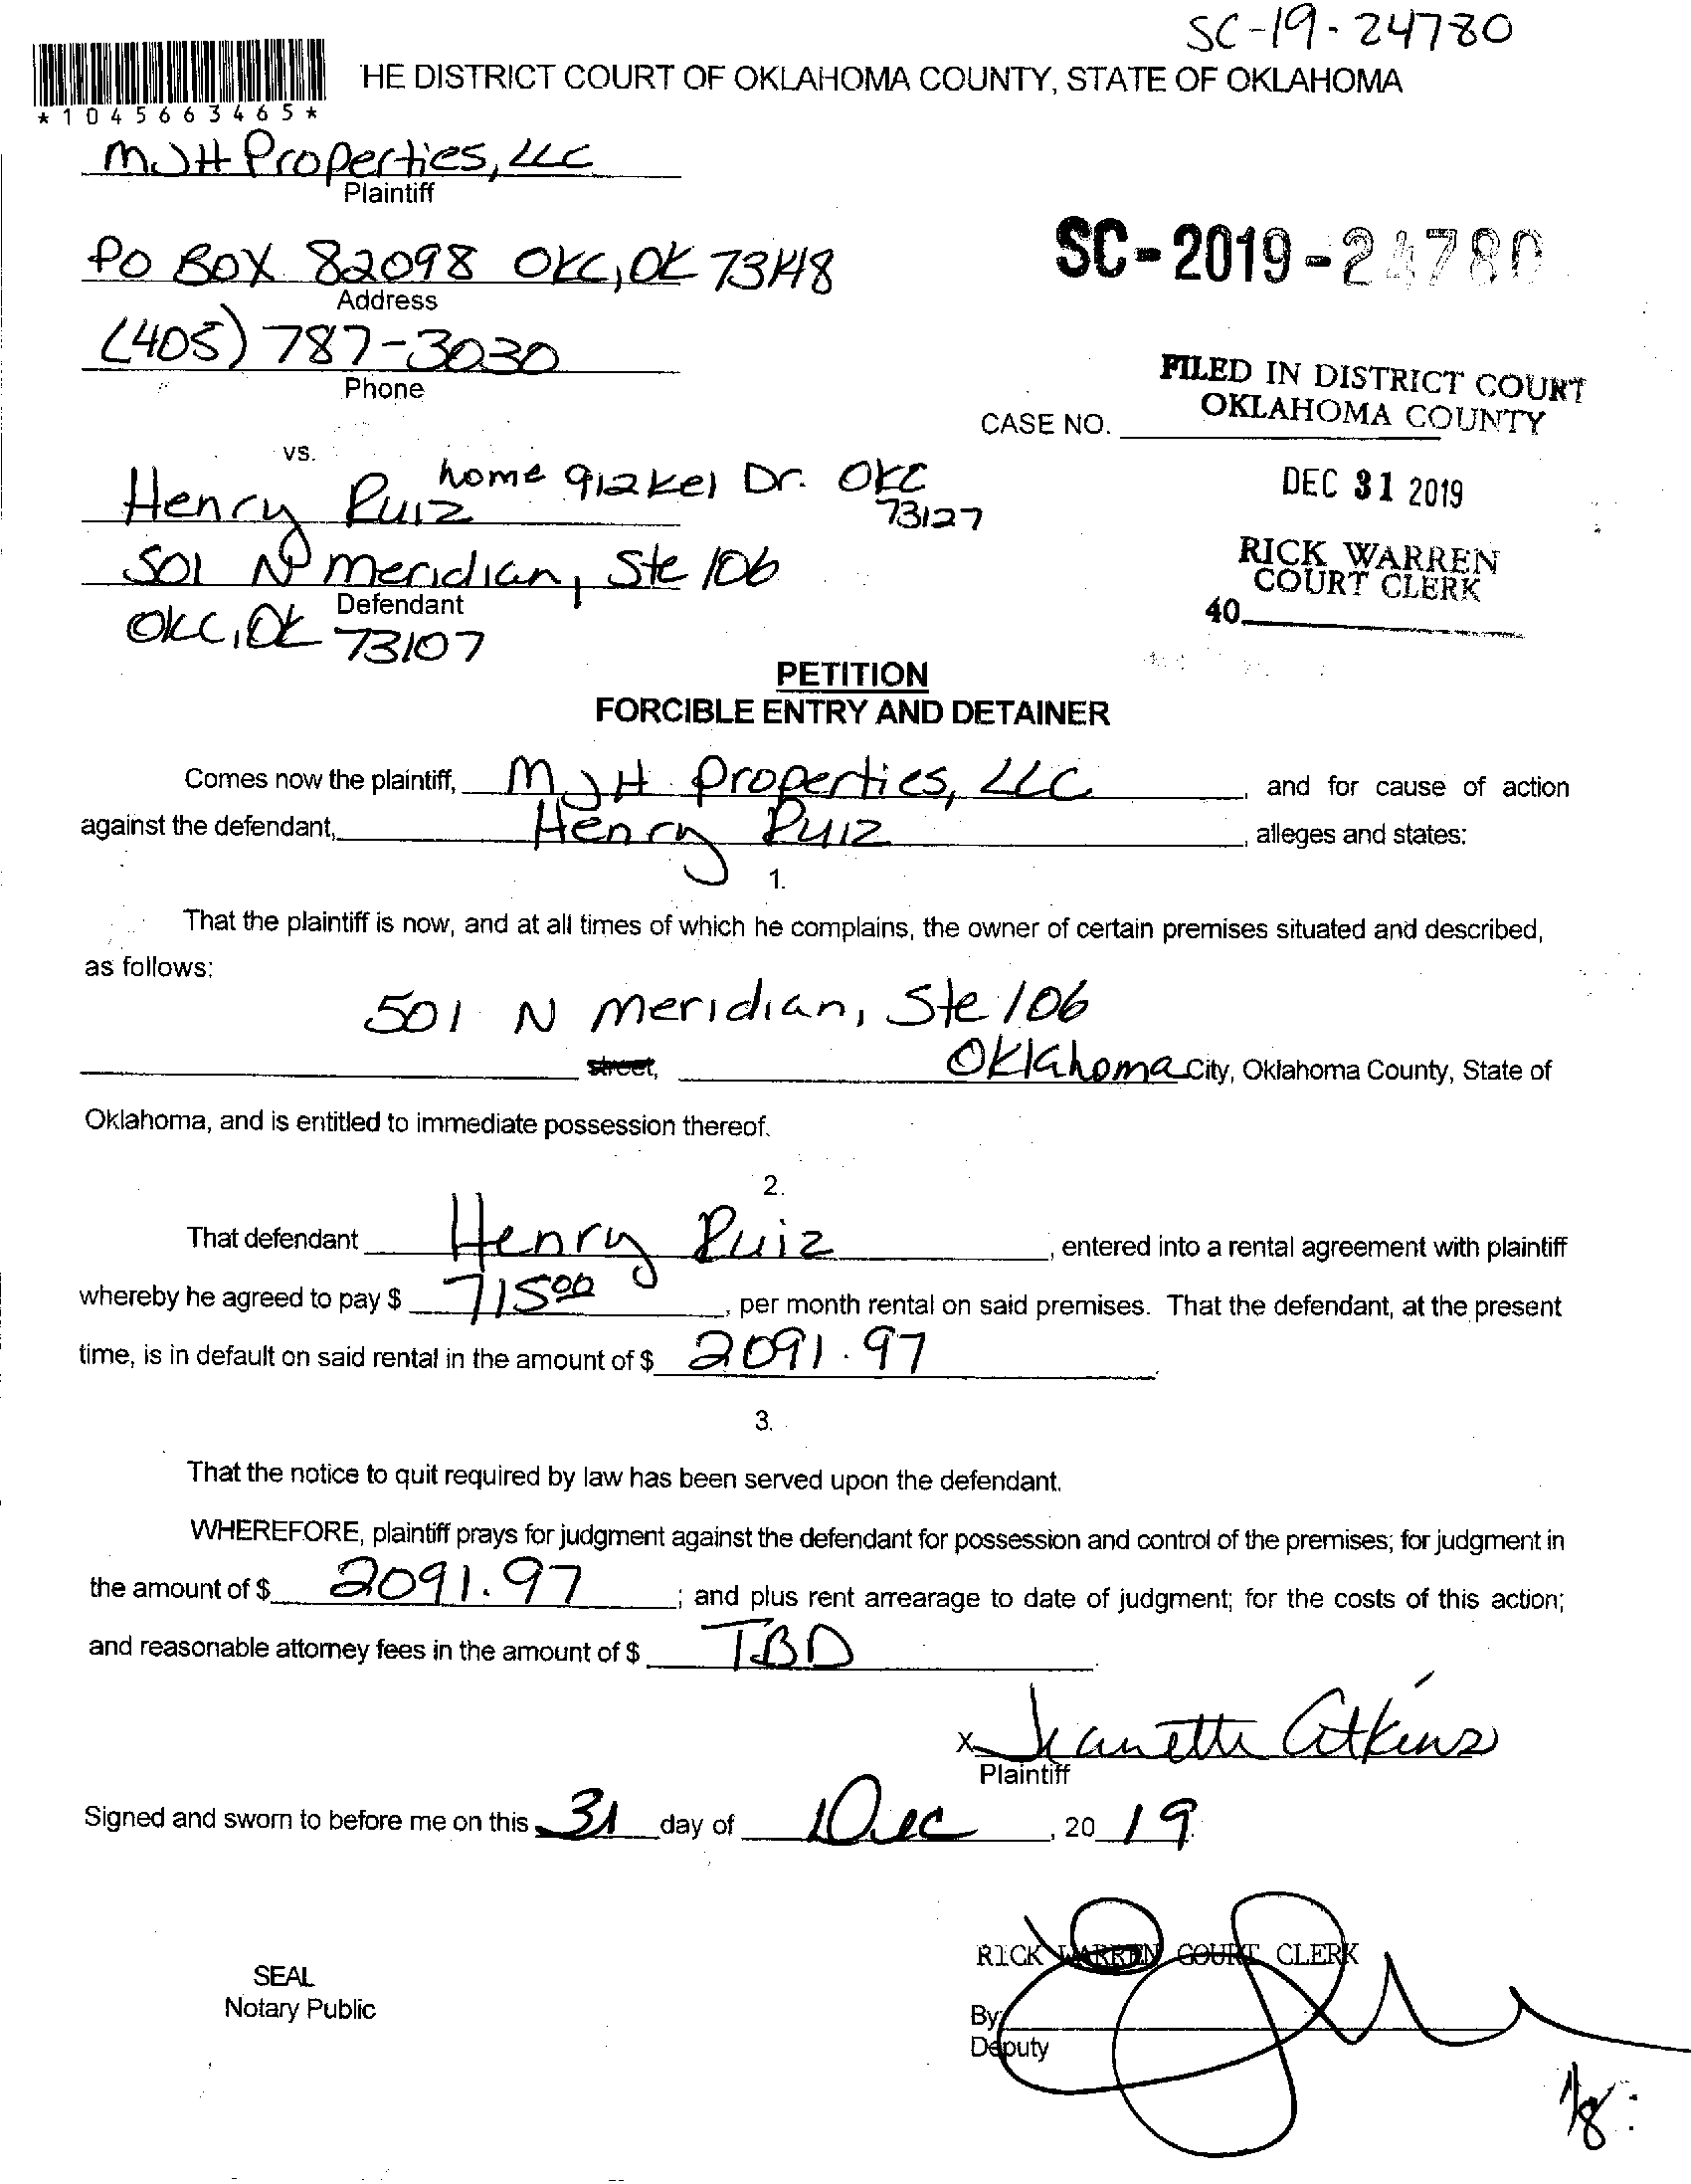 SC-19-24780
HE DISTRICT COURT OF OKLAHOMA COUNTY, STATE OF OKLAHOMA
*1045663465*
MJH Properties, LLC
Plaintiff
PO BOX 82098 OKC, OK 73148
Address
SC-2019-24780
(405) 787-3030
Phone
FILED IN DISTRICT COURT
OKLAHOMA COUNTY
CASE NO.
vs.
home 912 Kel Dr. OKC
73127
Henry Ruiz
DEC 31 2019
501 N meridian, Ste 106
Defendant
RICK WARREN
COURT CLERK
OKC, OK 73107
40
PETITION
FORCIBLE ENTRY AND DETAINER
Comes now the plaintiff, MJH Properties, LLC, and for cause of action
against the defendant, Henry Ruiz, alleges and states:
1.
That the plaintiff is now, and at all times of which he complains, the owner of certain premises situated and described,
as follows:
501 N meridian, Ste 106
street, Oklahoma City, Oklahoma County, State of
Oklahoma, and is entitled to immediate possession thereof.
2.
That defendant Henry Ruiz, entered into a rental agreement with plaintiff
whereby he agreed to pay $ 715.00, per month rental on said premises. That the defendant, at the present
time, is in default on said rental in the amount of $ 2091.97.
3.
That the notice to quit required by law has been served upon the defendant.
WHEREFORE, plaintiff prays for judgment against the defendant for possession and control of the premises; for judgment in
the amount of $ 2091.97; and plus rent arrearage to date of judgment; for the costs of this action;
and reasonable attorney fees in the amount of $ TBD.
x Jeanette Atkins
Plaintiff
Signed and sworn to before me on this 31 day of Dec, 20 19.
RICK WARREN COURT CLERK
SEAL
Notary Public
By
Deputy